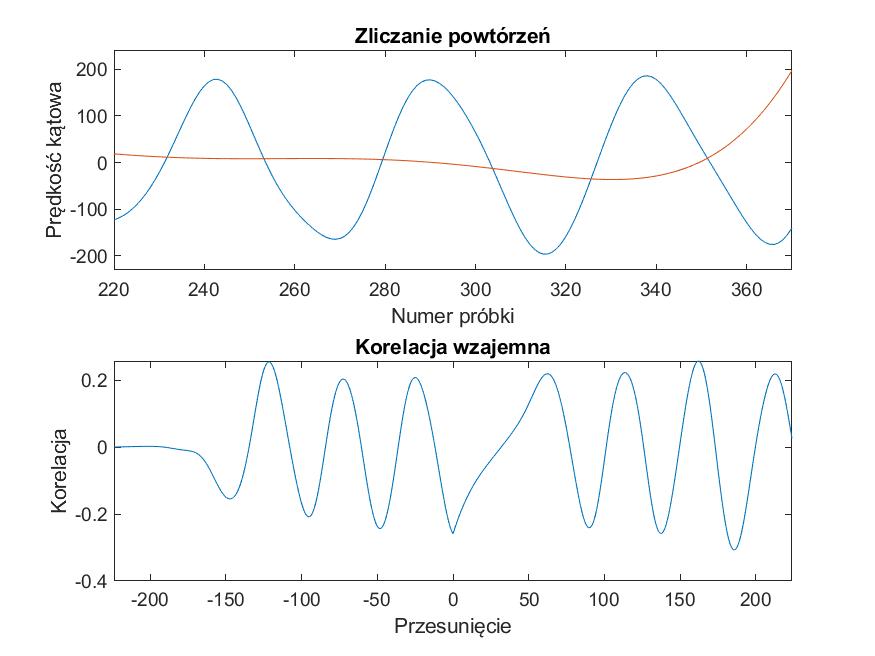 Zliczanie powtórzeń
200
100
0
-100
-200
Prędkość kątowa
220 240 260 280 300 320 340 360
Numer próbki
Korelacja wzajemna
0.2
0
-0.2
-0.4
Korelacja
-200 -150 -100 -50 0 50 100 150 200
Przesunięcie